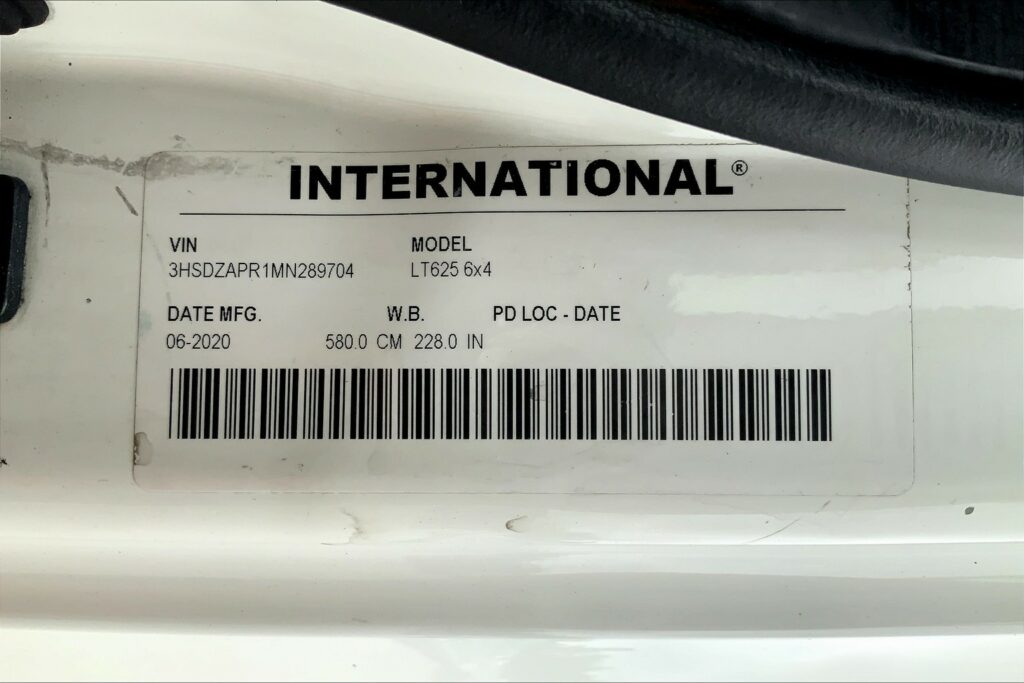 INTERNATIONAL®
VIN MODEL
3HSDZAPR1MN289704 LT625 6x4
DATE MFG. W.B. PD LOC - DATE
06-2020 580.0 CM 228.0 IN